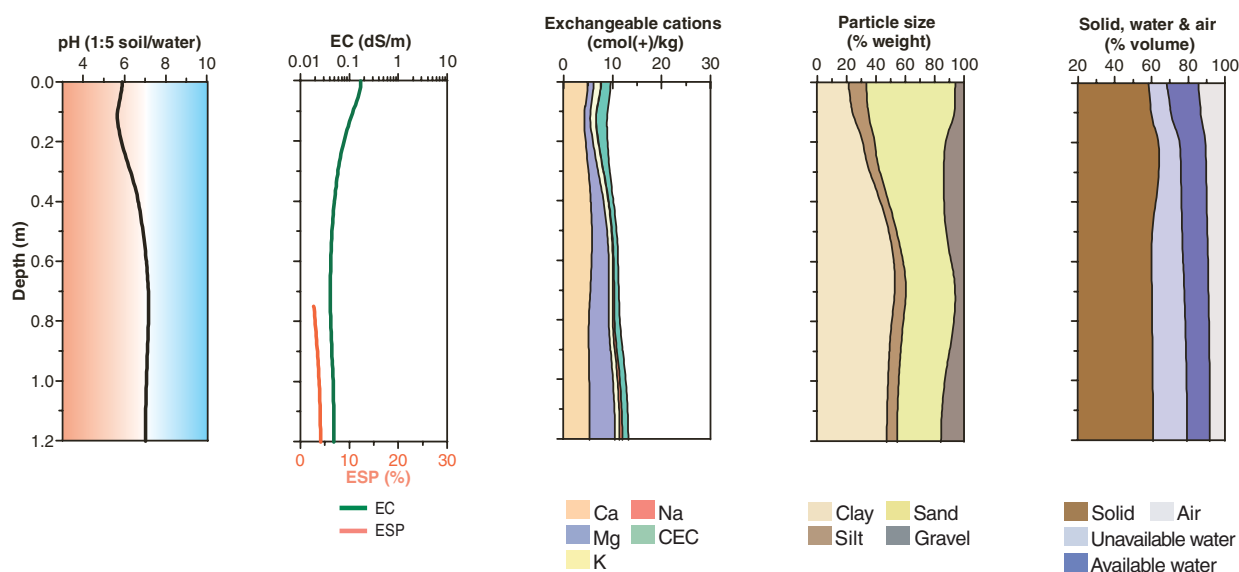 pH (1:5 soil/water)
4 6 8 10
Depth (m)
0.0
0.2
0.4
0.6
0.8
1.0
1.2
EC (dS/m)
0.01 0.1 1 10
0 10 20 30
ESP (%)
EC
ESP
Exchangeable cations
(cmol(+)/kg)
0 10 30
Ca Na
Mg CEC
K
Particle size
(% weight)
0 20 40 60 80 100
Clay Sand
Silt Gravel
Solid, water & air
(% volume)
20 40 60 80 100
Solid Air
Unavailable water
Available water